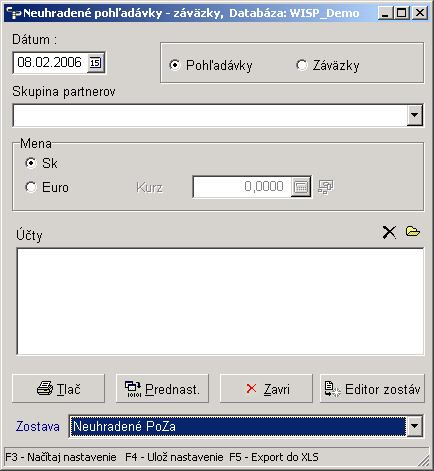 Neuhradené pohľadávky - záväzky, Databáza: WISP_Demo
Dátum :
08.02.2006 15
Pohľadávky Záväzky
Skupina partnerov
Mena
Sk
Euro Kurz 0,0000
Účty
Tlač Prednast. Zavri Editor zostáv
Zostava Neuhradené PoZa
F3 - Načítaj nastavenie F4 - Ulož nastavenie F5 - Export do XLS